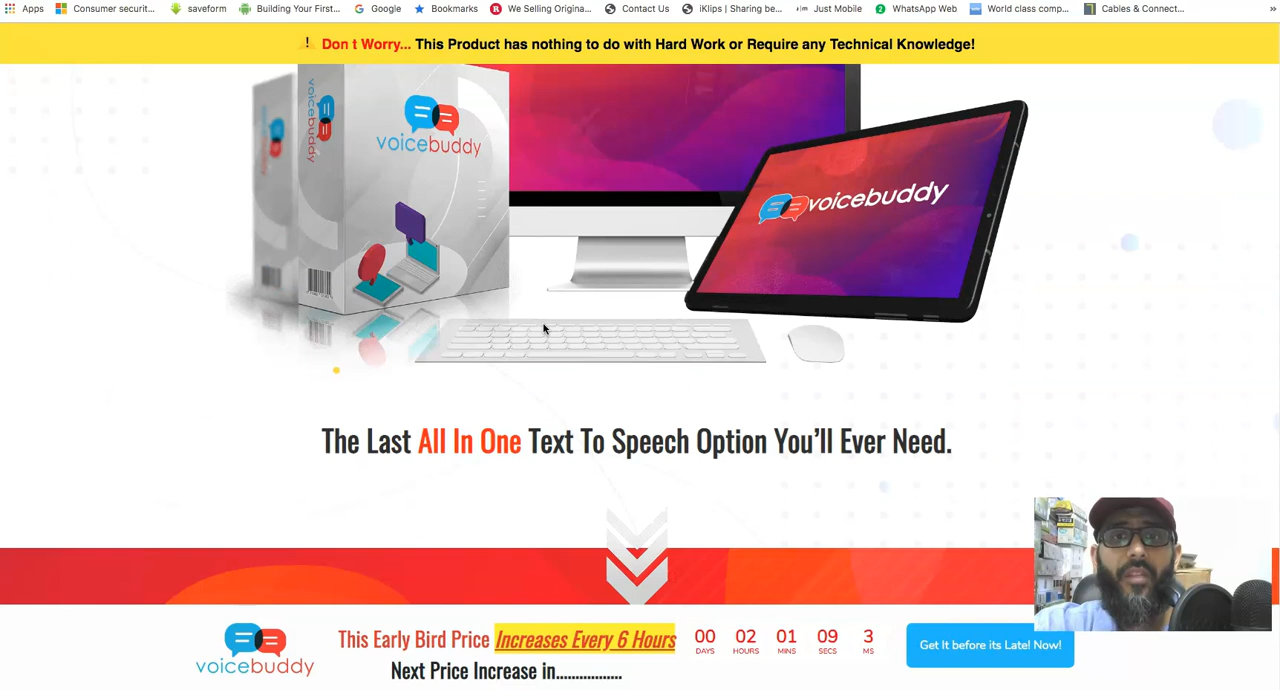 Apps
Consumer securit...
saveform
Building Your First...
Google
Bookmarks
We Selling Origina...
Contact Us
iKlips | Sharing be...
Just Mobile
WhatsApp Web
World class comp...
Cables & Connect...
»
Don t Worry... This Product has nothing to do with Hard Work or Require any Technical Knowledge!
voicebuddy
voicebuddy
voicebuddy
voicebuddy
The Last All In One Text To Speech Option You'll Ever Need.
voicebuddy
This Early Bird Price Increases Every 6 Hours
Next Price Increase in.................
00 02 01 09 3
DAYS HOURS MINS SECS MS
Get It before its Late! Now!